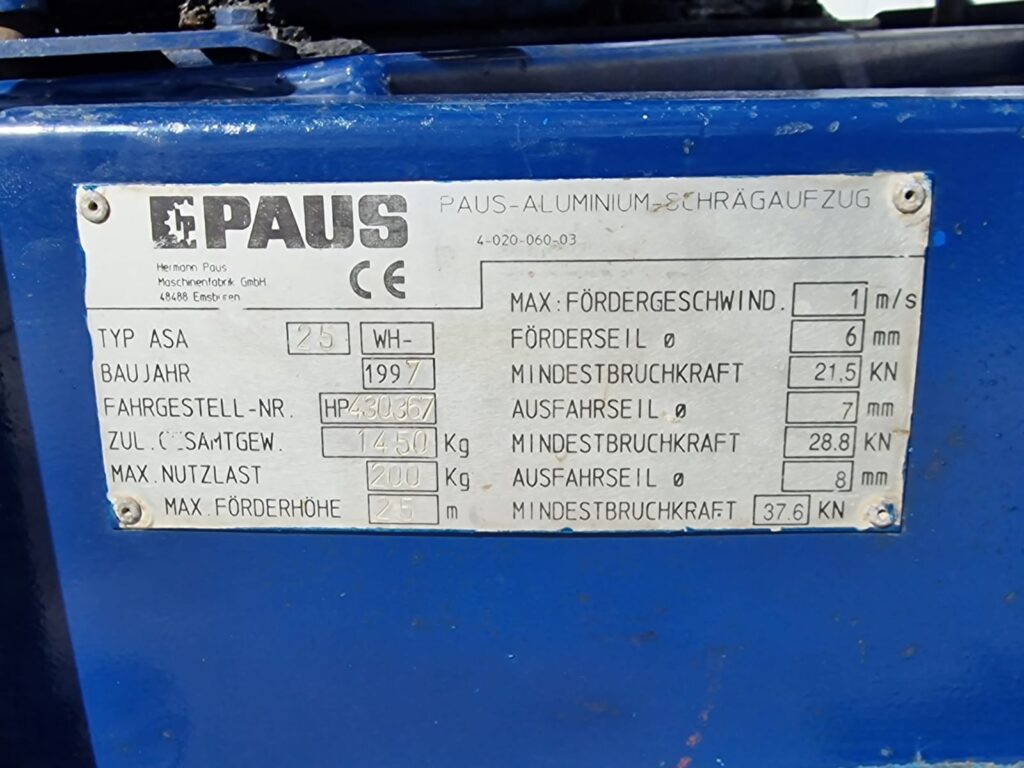 PAUS
PAUS-ALUMINIUM-SCHRÄGAUFZUG
4-020-060-03
Hermann Paus
Maschinenfabrik GmbH
48488 Emsbüren
CE
TYP ASA 25 WH-
BAUJAHR 1997
FAHRGESTELL-NR. HP430367
ZUL.GESAMTGEW. 1450 Kg
MAX.NUTZLAST 200 Kg
MAX.FÖRDERHÖHE 25 m
MAX:FÖRDERGESCHWIND. 1 m/s
FÖRDERSEIL Ø 6 mm
MINDESTBRUCHKRAFT 21,5 KN
AUSFAHRSEIL Ø 7 mm
MINDESTBRUCHKRAFT 28.8 KN
AUSFAHRSEIL Ø 8 mm
MINDESTBRUCHKRAFT 37.6 KN